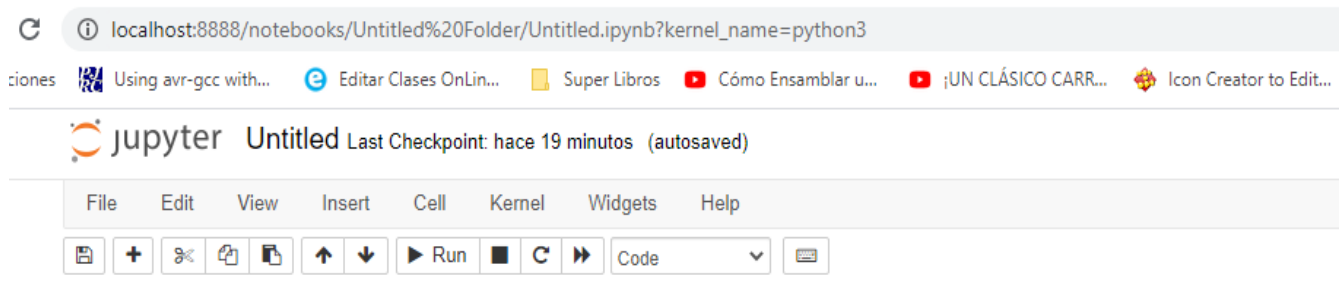 localhost:8888/notebooks/Untitled%20Folder/Untitled.ipynb?kernel_name=python3
ciones Using avr-gcc with... Editar Clases OnLin... Super Libros Cómo Ensamblar u... ¡UN CLÁSICO CARR... Icon Creator to Edit...
jupyter Untitled Last Checkpoint: hace 19 minutos (autosaved)
File Edit View Insert Cell Kernel Widgets Help
Run Code